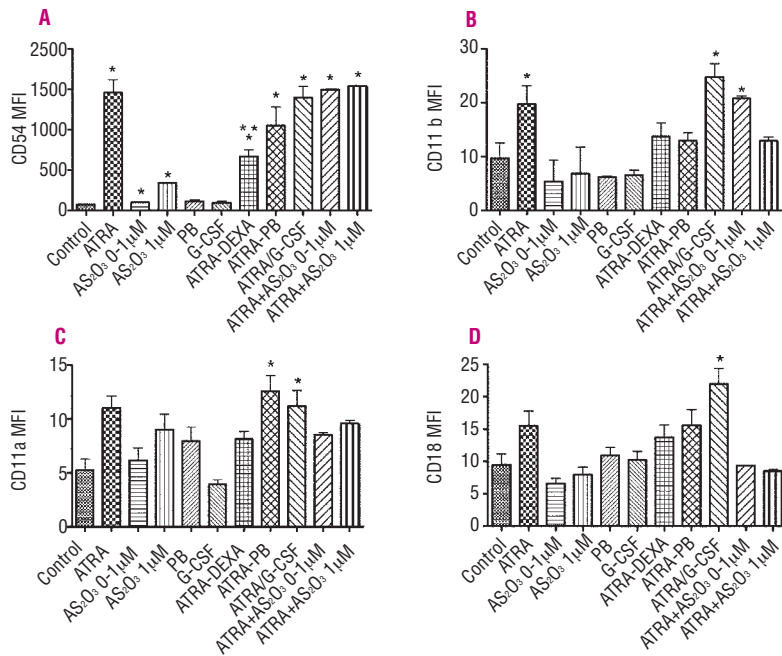 A
CD54 MFI
2500
1500
1000
500
0
* * * ** * * * * *
Control
ATRA
AS₂O₃ 0-1µM
AS₂O₃ 1µM
PB
G-CSF
ATRA-DEXA
ATRA-PB
ATRA/G-CSF
ATRA+AS₂O₃ 0-1µM
ATRA+AS₂O₃ 1µM
B
CD11 b MFI
30
20
10
0
* * *
Control
ATRA
AS₂O₃ 0-1µM
AS₂O₃ 1µM
PB
G-CSF
ATRA-DEXA
ATRA-PB
ATRA/G-CSF
ATRA+AS₂O₃ 0-1µM
ATRA+AS₂O₃ 1µM
C
CD11a MFI
15
10
5
0
* *
Control
ATRA
AS₂O₃ 0-1µM
AS₂O₃ 1µM
PB
G-CSF
ATRA-DEXA
ATRA-PB
ATRA/G-CSF
ATRA+AS₂O₃ 0-1µM
ATRA+AS₂O₃ 1µM
D
CD18 MFI
25
20
15
10
5
0
*
Control
ATRA
AS₂O₃ 0-1µM
AS₂O₃ 1µM
PB
G-CSF
ATRA-DEXA
ATRA-PB
ATRA/G-CSF
ATRA+AS₂O₃ 0-1µM
ATRA+AS₂O₃ 1µM